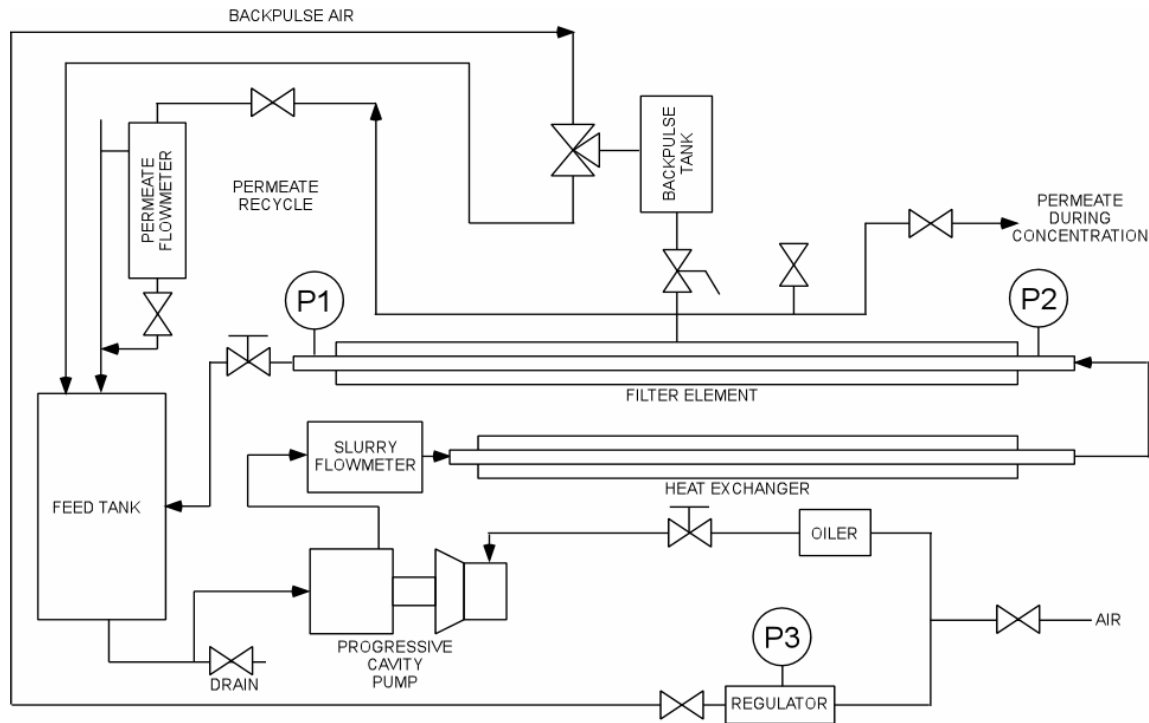 BACKPULSE AIR
PERMEATE
FLOWMETER
BACKPULSE
TANK
PERMEATE
RECYCLE
PERMEATE
DURING
CONCENTRATION
P1
P2
FILTER ELEMENT
SLURRY
FLOWMETER
HEAT EXCHANGER
FEED TANK
OILER
PROGRESSIVE
CAVITY
PUMP
AIR
P3
DRAIN
REGULATOR